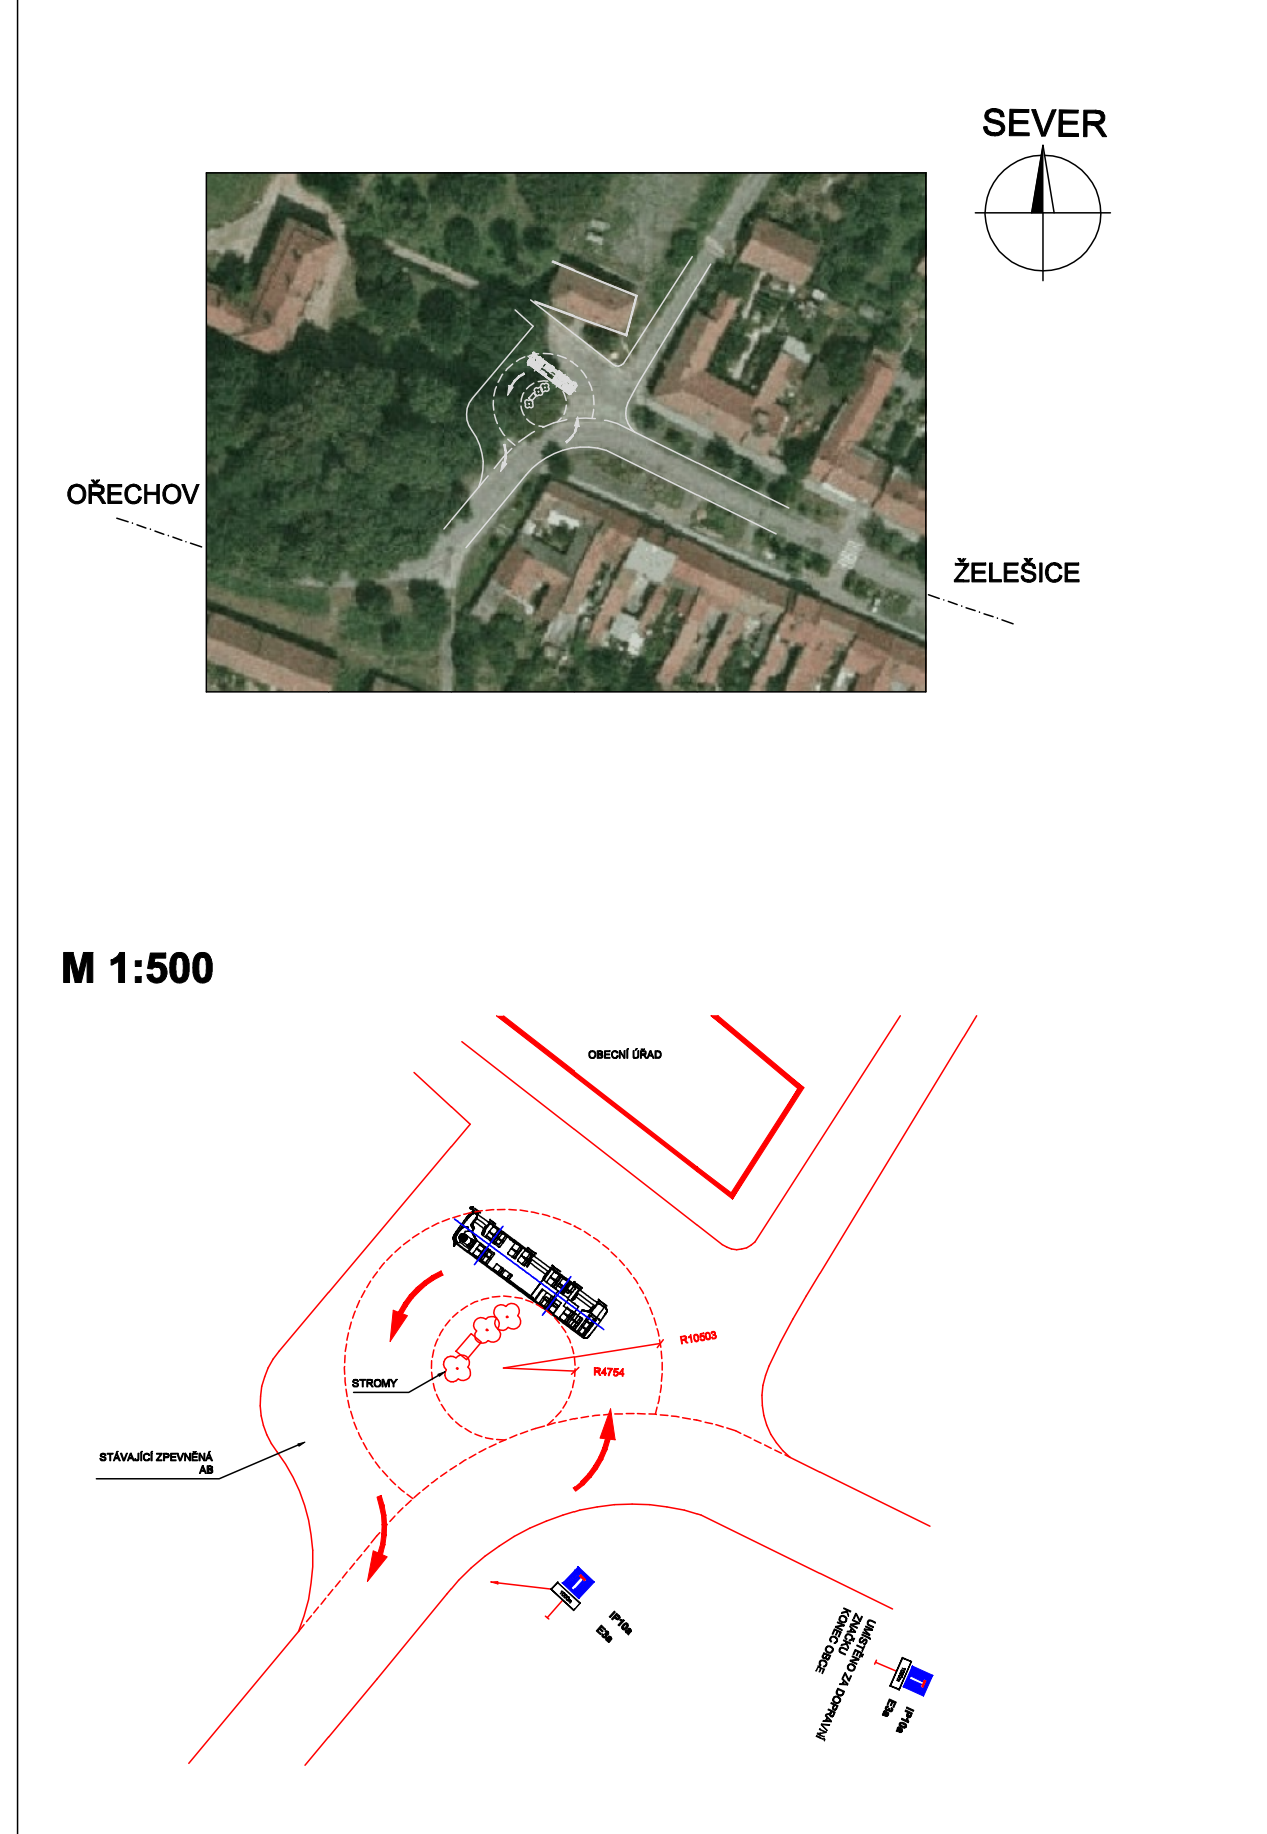 SEVER
OŘECHOV
ŽELEŠICE
M 1:500
OBECNÍ ÚŘAD
R10503
R4754
STROMY
STÁVAJÍCÍ ZPEVNĚNÁ
AB
IP10a
E3a
UMÍSTĚNO ZA DOPRAVNÍ
ZNAČKU
KONEC OBCE
IP10a
E3a